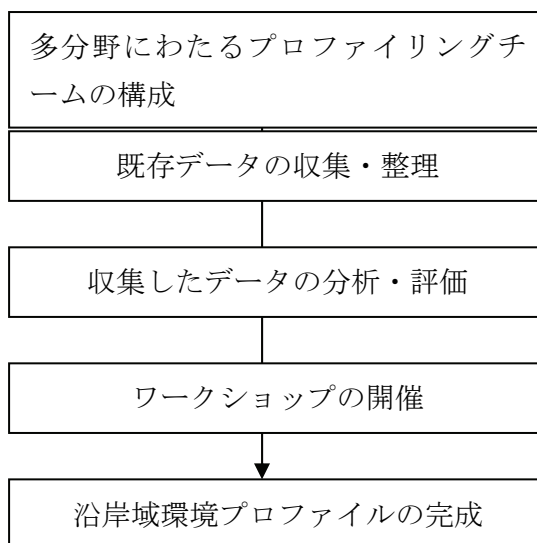 多分野にわたるプロファイリングチ
ームの構成
既存データの収集・整理
収集したデータの分析・評価
ワークショップの開催
沿岸域環境プロファイルの完成